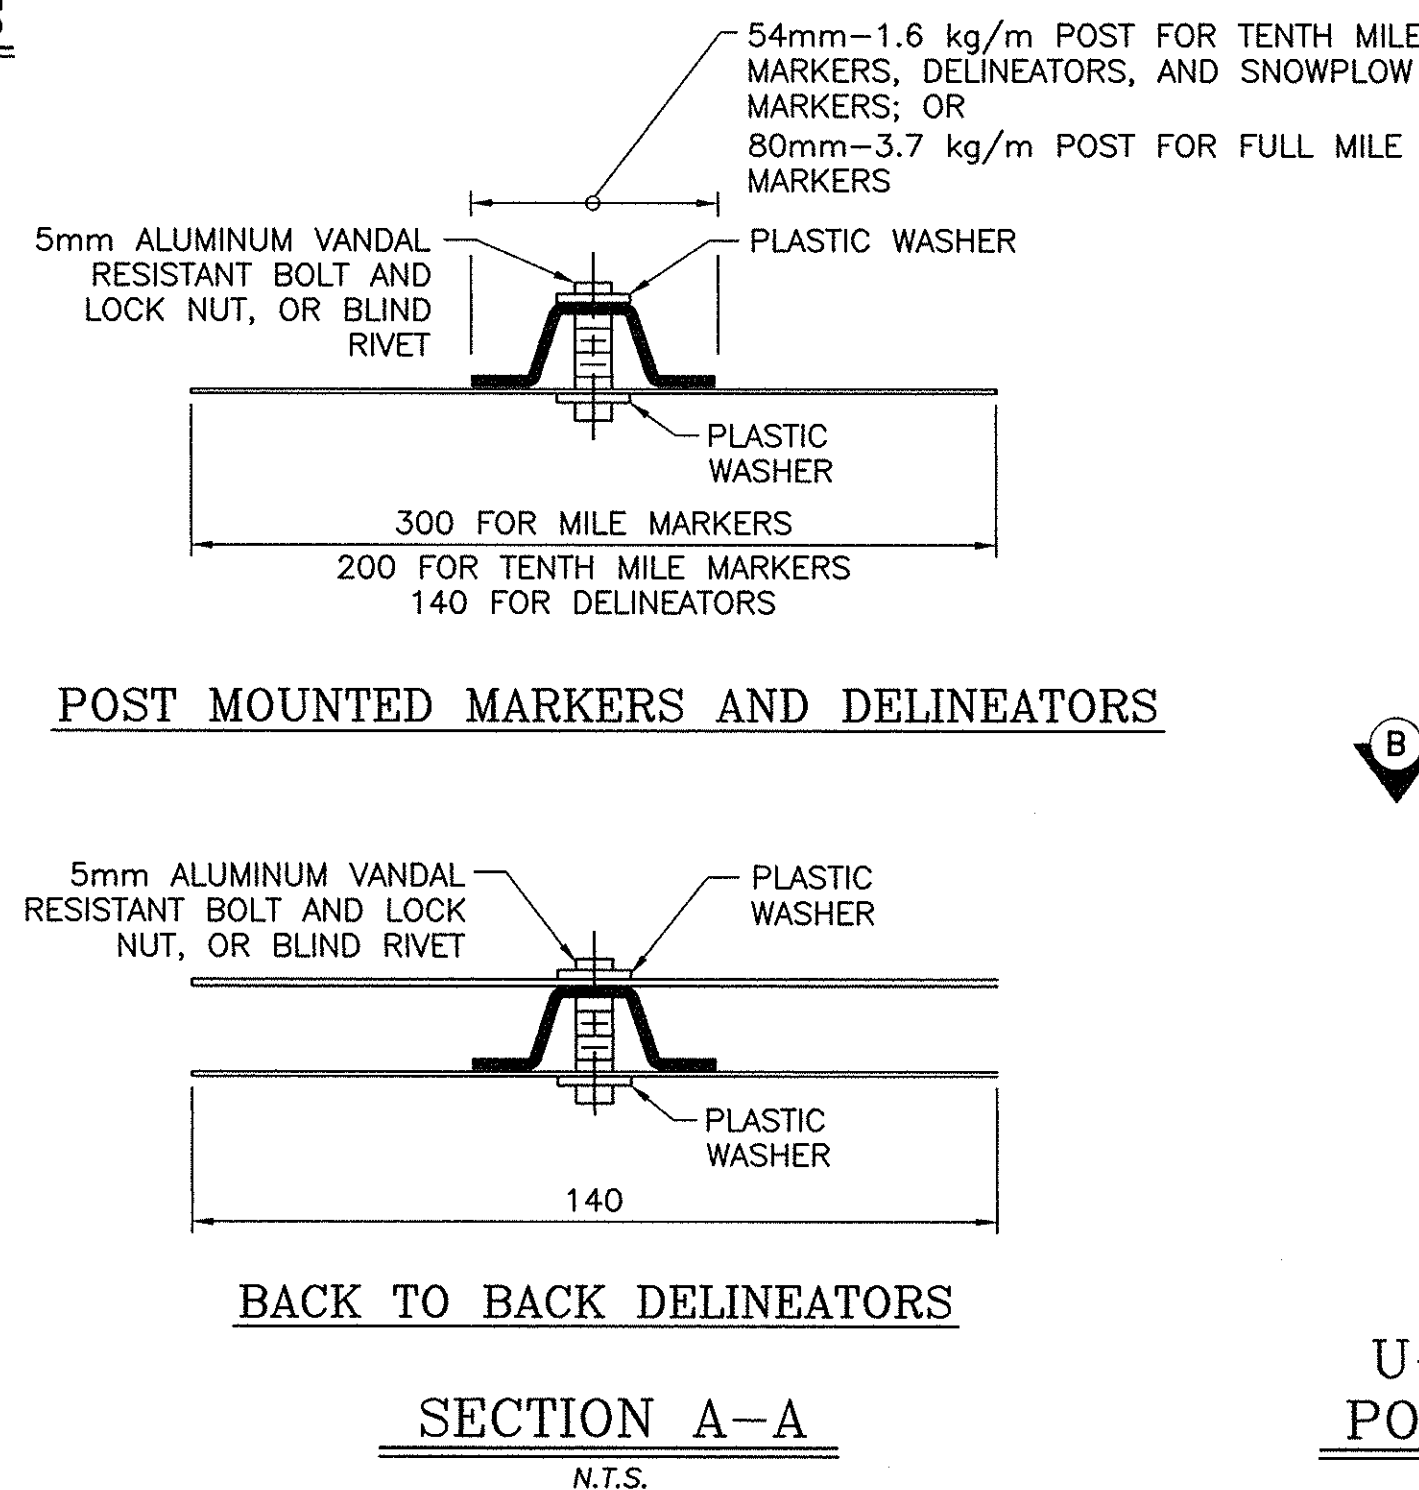 54mm-1.6 kg/m POST FOR TENTH MILE
MARKERS, DELINEATORS, AND SNOWPLOW
MARKERS; OR
80mm-3.7 kg/m POST FOR FULL MILE
MARKERS
5mm ALUMINUM VANDAL
RESISTANT BOLT AND
LOCK NUT, OR BLIND
RIVET
PLASTIC WASHER
PLASTIC
WASHER
300 FOR MILE MARKERS
200 FOR TENTH MILE MARKERS
140 FOR DELINEATORS
POST MOUNTED MARKERS AND DELINEATORS
B
5mm ALUMINUM VANDAL
RESISTANT BOLT AND LOCK
NUT, OR BLIND RIVET
PLASTIC
WASHER
PLASTIC
WASHER
140
BACK TO BACK DELINEATORS
SECTION A-A
N.T.S.
U-
PO